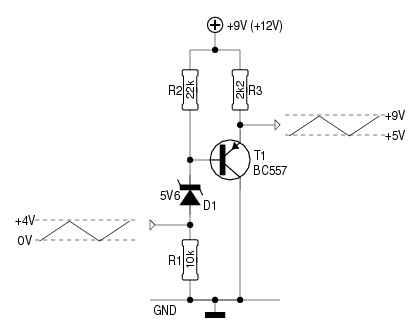 +9V (+12V)
R2
22k
2k2
R3
+9V
+5V
T1
BC557
5V6
D1
+4V
0V
R1
10k
GND